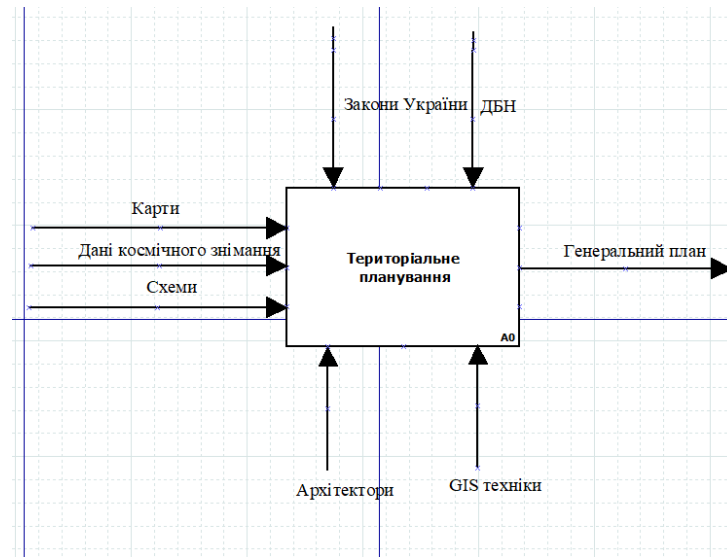 Закони України
ДБН
Карти
Дані космічного знімання
Схеми
Територіальне
планування
A0
Генеральний план
Архітектори
GIS техніки